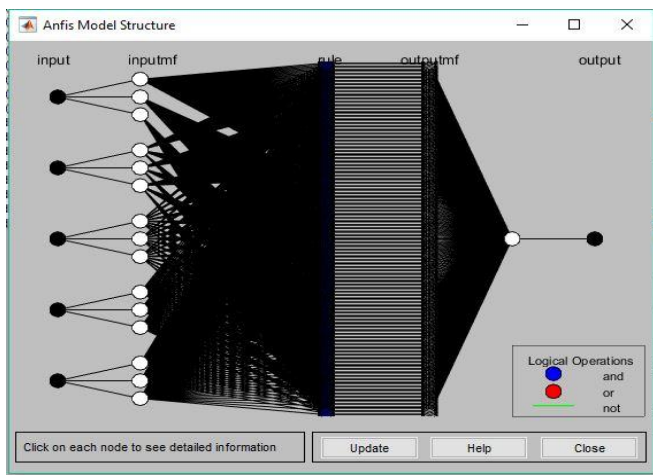 Anfis Model Structure
input inputmf rule outputmf output
Logical Operations
and
or
not
Click on each node to see detailed information
Update Help Close